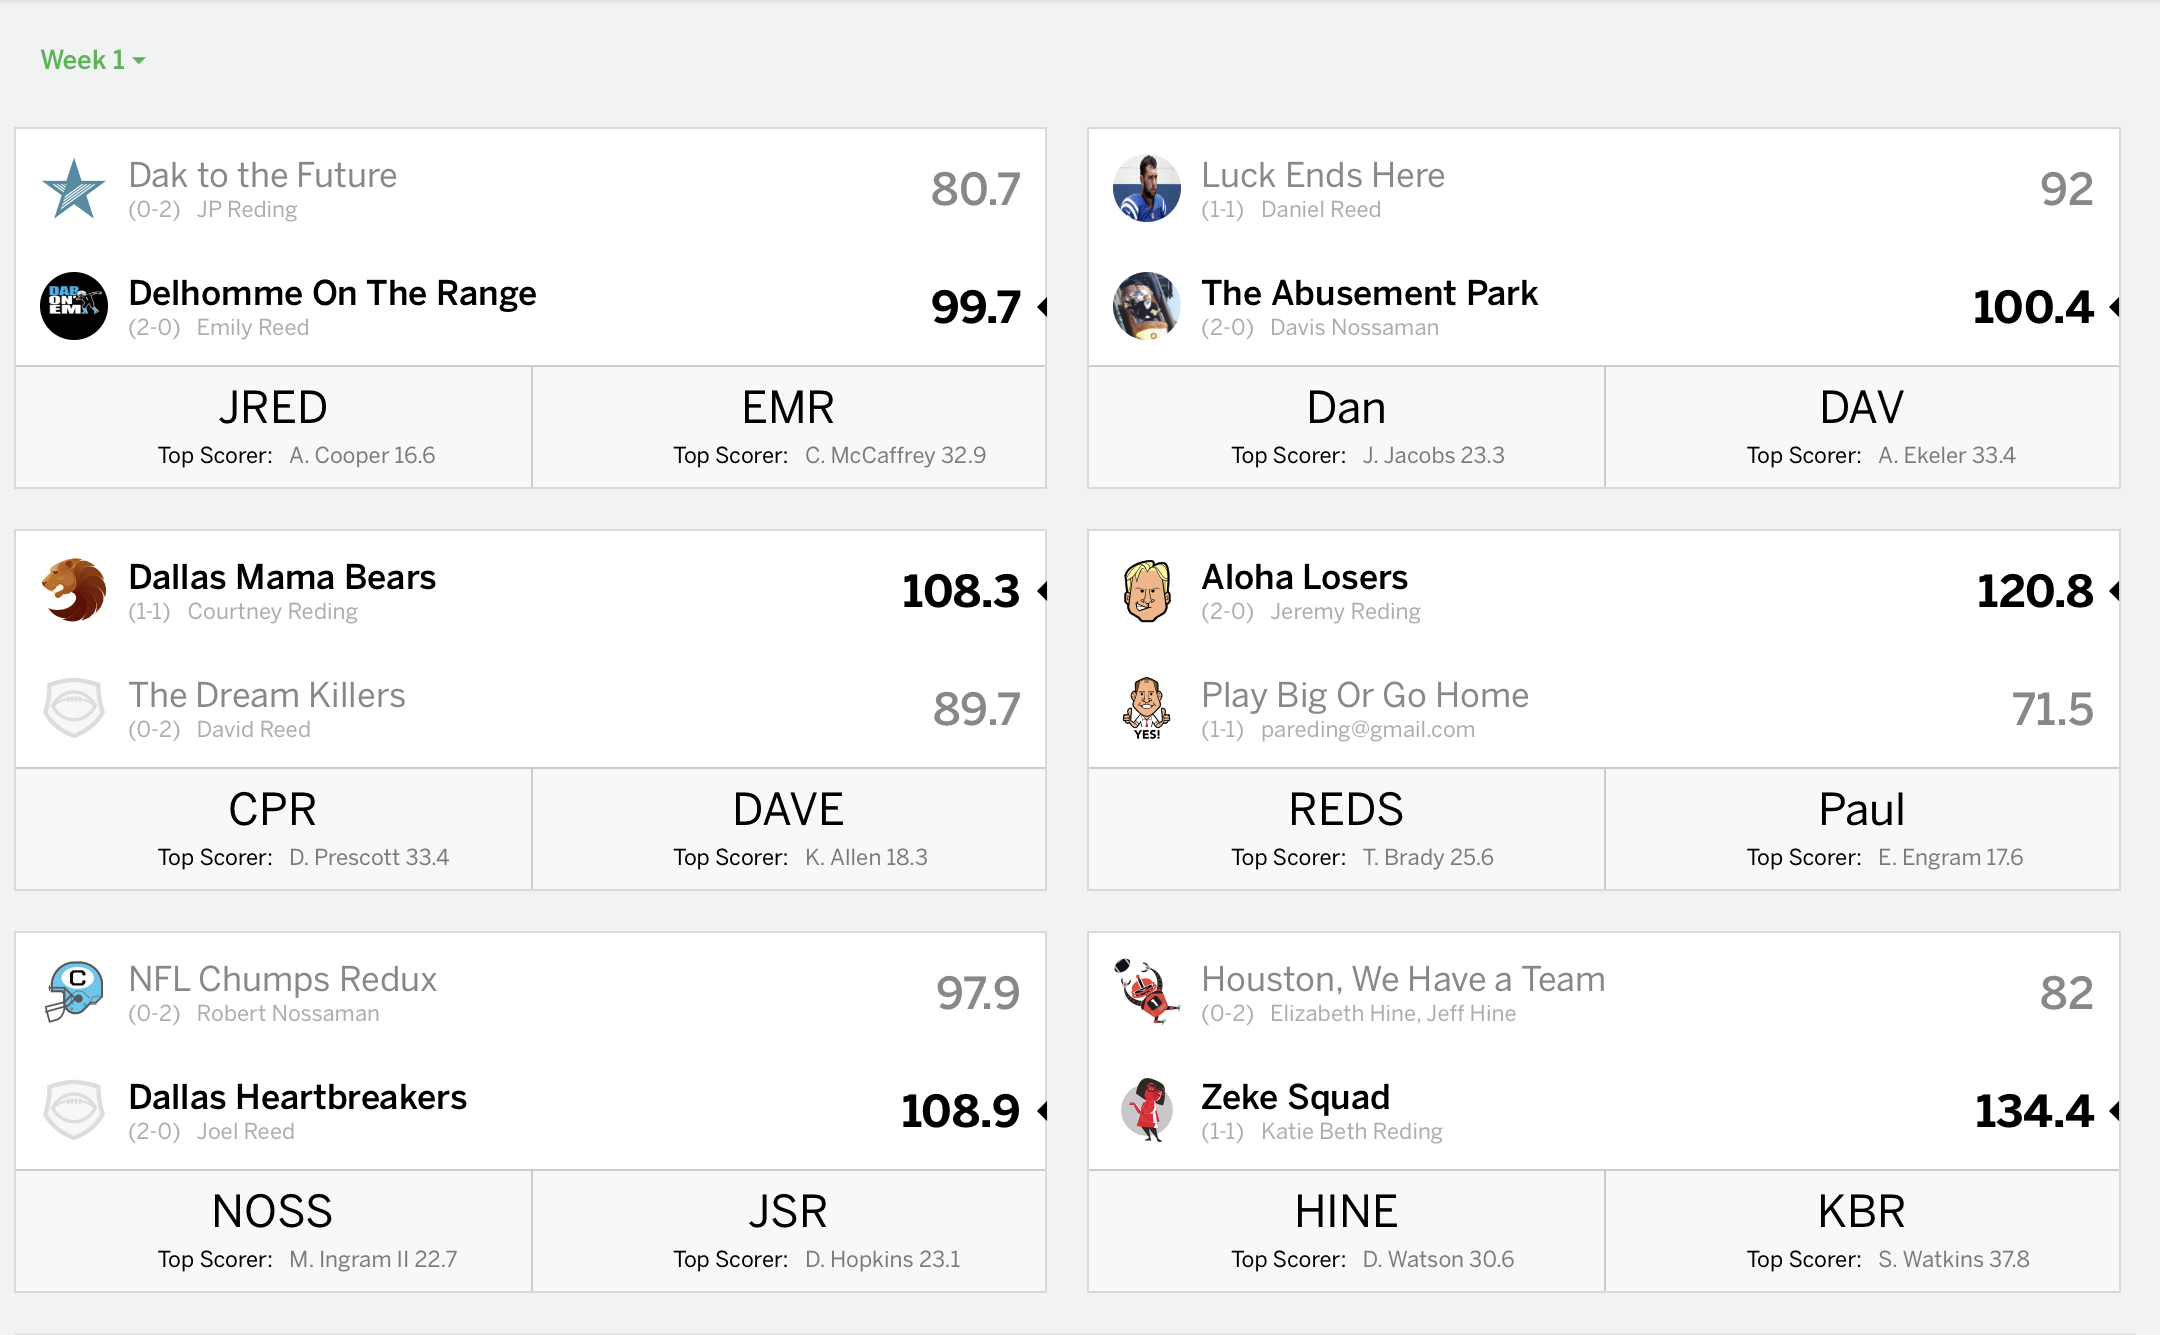 Week 1
Dak to the Future
80.7
(0-2) JP Reding
DAB
ON
EM
Delhomme On The Range
99.7
(2-0) Emily Reed
JRED
EMR
Top Scorer: A. Cooper 16.6
Top Scorer: C. McCaffrey 32.9
Luck Ends Here
92
(1-1) Daniel Reed
The Abusement Park
100.4
(2-0) Davis Nossaman
Dan
DAV
Top Scorer: J. Jacobs 23.3
Top Scorer: A. Ekeler 33.4
Dallas Mama Bears
108.3
(1-1) Courtney Reding
The Dream Killers
89.7
(0-2) David Reed
CPR
DAVE
Top Scorer: D. Prescott 33.4
Top Scorer: K. Allen 18.3
Aloha Losers
120.8
(2-0) Jeremy Reding
Play Big Or Go Home
71.5
(1-1) pareding@gmail.com
YES!
REDS
Paul
Top Scorer: T. Brady 25.6
Top Scorer: E. Engram 17.6
C
NFL Chumps Redux
97.9
(0-2) Robert Nossaman
Dallas Heartbreakers
108.9
(2-0) Joel Reed
NOSS
JSR
Top Scorer: M. Ingram II 22.7
Top Scorer: D. Hopkins 23.1
Houston, We Have a Team
82
(0-2) Elizabeth Hine, Jeff Hine
Zeke Squad
134.4
(1-1) Katie Beth Reding
HINE
KBR
Top Scorer: D. Watson 30.6
Top Scorer: S. Watkins 37.8